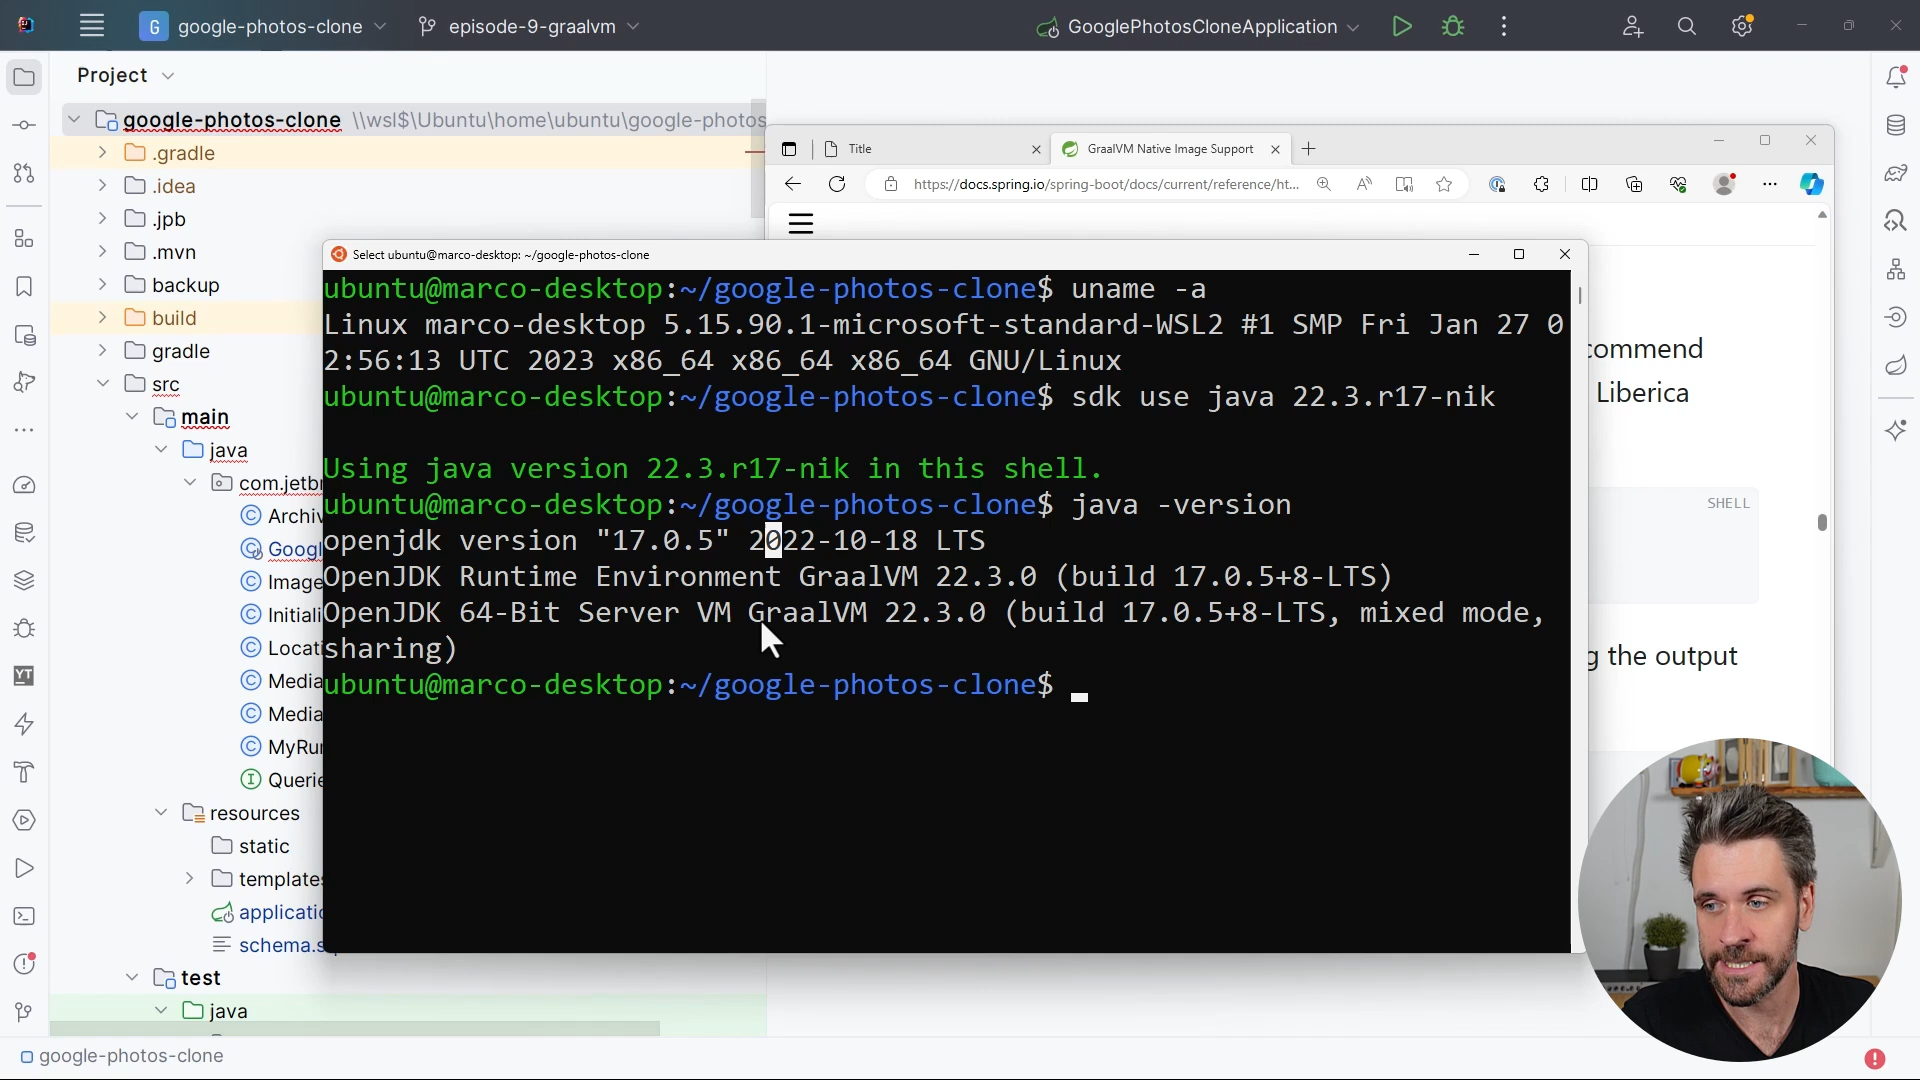 google-photos-clone
episode-9-graalvm
GooglePhotosCloneApplication
Project
google-photos-clone \\wsl$\Ubuntu\home\ubuntu\google-photos
.gradle
.idea
.jpb
.mvn
backup
build
gradle
src
main
java
com.jetbr
Archiv
Googl
Image
Initiali
Locati
Media
Media
MyRun
Querie
resources
static
templates
applicatio
schema.s
test
java
google-photos-clone
Title
GraalVM Native Image Support
https://docs.spring.io/spring-boot/docs/current/reference/ht...
commend
Liberica
SHELL
g the output
Select ubuntu@marco-desktop: ~/google-photos-clone
ubuntu@marco-desktop:~/google-photos-clone$ uname -a
Linux marco-desktop 5.15.90.1-microsoft-standard-WSL2 #1 SMP Fri Jan 27 0
2:56:13 UTC 2023 x86_64 x86_64 x86_64 GNU/Linux
ubuntu@marco-desktop:~/google-photos-clone$ sdk use java 22.3.r17-nik
Using java version 22.3.r17-nik in this shell.
ubuntu@marco-desktop:~/google-photos-clone$ java -version
openjdk version "17.0.5" 2022-10-18 LTS
OpenJDK Runtime Environment GraalVM 22.3.0 (build 17.0.5+8-LTS)
OpenJDK 64-Bit Server VM GraalVM 22.3.0 (build 17.0.5+8-LTS, mixed mode,
sharing)
ubuntu@marco-desktop:~/google-photos-clone$